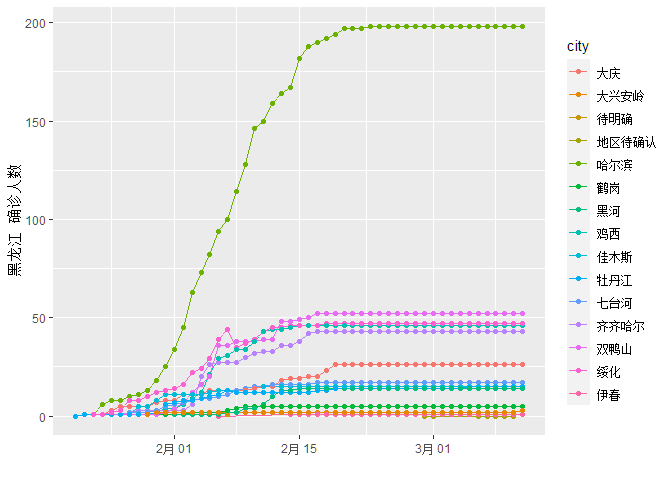 200
150
100
50
0
黑龙江 确诊人数
2月 01
2月 15
3月 01
city
大庆
大兴安岭
待明确
地区待确认
哈尔滨
鹤岗
黑河
鸡西
佳木斯
牡丹江
七台河
齐齐哈尔
双鸭山
绥化
伊春